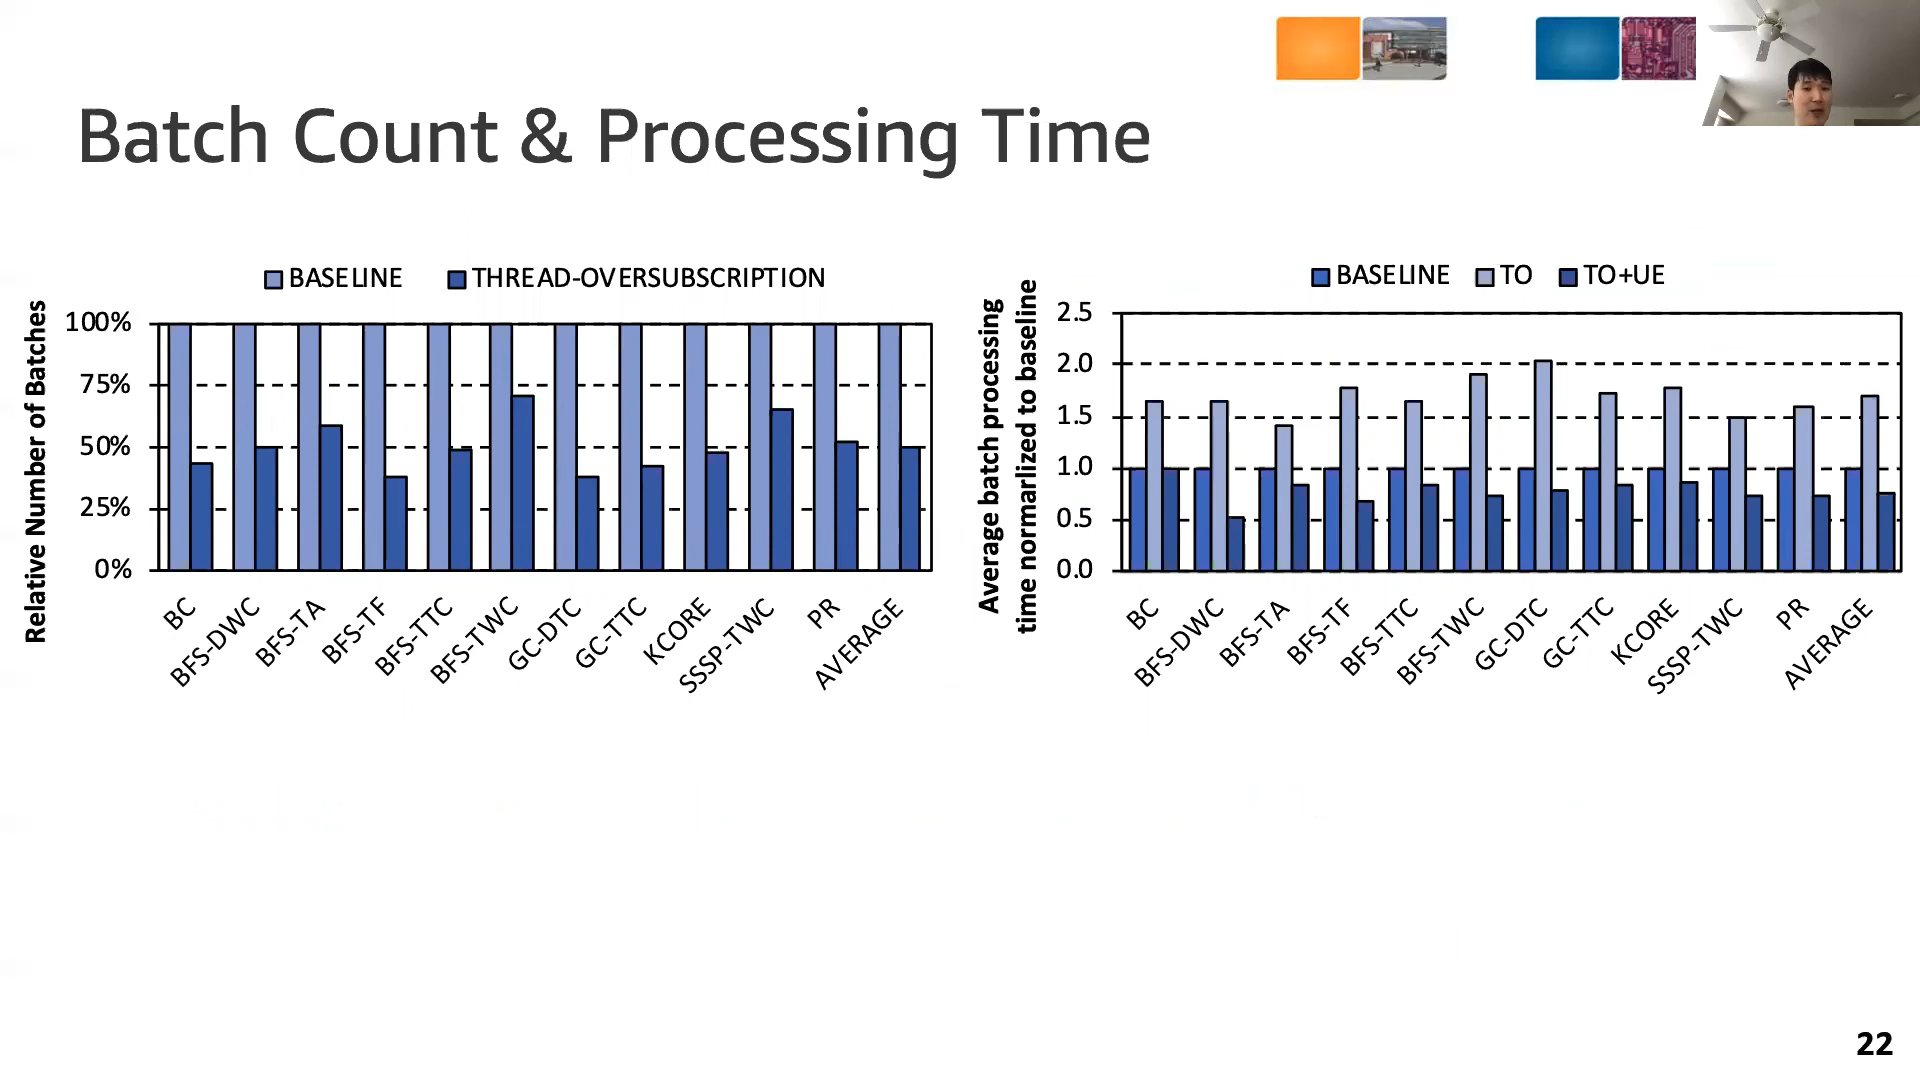 Batch Count & Processing Time
BASELINE THREAD-OVERSUBSCRIPTION
Relative Number of Batches
100%
75%
50%
25%
0%
BC
BFS-DWC
BFS-TA
BFS-TF
BFS-TTC
BFS-TWC
GC-DTC
GC-TTC
KCORE
SSSP-TWC
PR
AVERAGE
BASELINE TO TO+UE
Average batch processing
time normarlized to baseline
2.5
2.0
1.5
1.0
0.5
0.0
BC
BFS-DWC
BFS-TA
BFS-TF
BFS-TTC
BFS-TWC
GC-DTC
GC-TTC
KCORE
SSSP-TWC
PR
AVERAGE
22